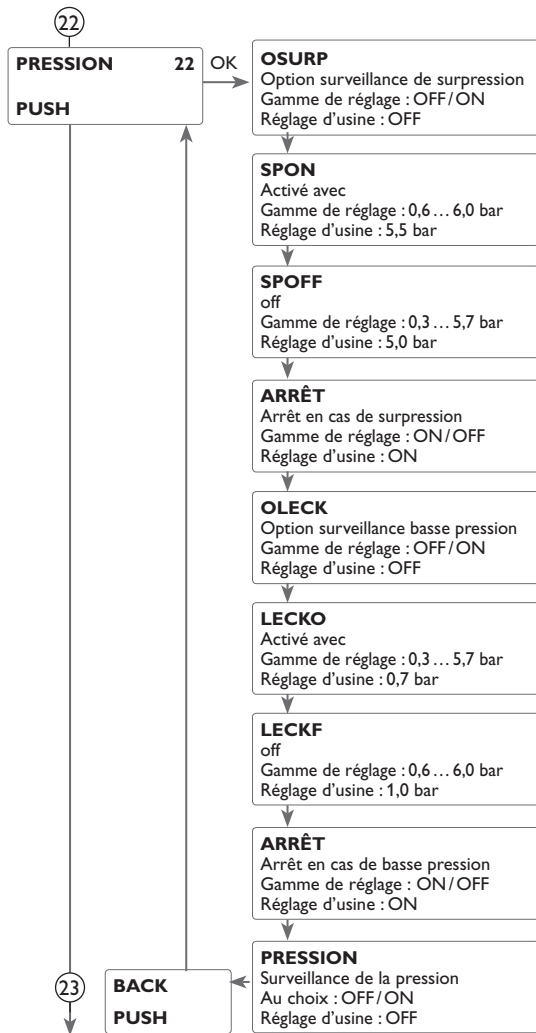 22
PRESSION 22
PUSH
OK
OSURP
Option surveillance de surpression
Gamme de réglage : OFF/ON
Réglage d'usine : OFF
SPON
Activé avec
Gamme de réglage : 0,6 … 6,0 bar
Réglage d'usine : 5,5 bar
SPOFF
off
Gamme de réglage : 0,3 … 5,7 bar
Réglage d'usine : 5,0 bar
ARRÊT
Arrêt en cas de surpression
Gamme de réglage : ON/OFF
Réglage d'usine : ON
OLECK
Option surveillance basse pression
Gamme de réglage : OFF/ON
Réglage d'usine : OFF
LECKO
Activé avec
Gamme de réglage : 0,3 … 5,7 bar
Réglage d'usine : 0,7 bar
LECKF
off
Gamme de réglage : 0,6 … 6,0 bar
Réglage d'usine : 1,0 bar
ARRÊT
Arrêt en cas de basse pression
Gamme de réglage : ON/OFF
Réglage d'usine : ON
PRESSION
Surveillance de la pression
Au choix : OFF/ON
Réglage d'usine : OFF
BACK
PUSH
23